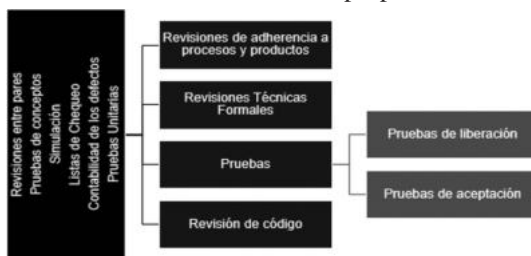 Revisiones entre pares
Pruebas de conceptos
Simulación
Listas de Chequeo
Contabilidad de los defectos
Pruebas Unitarias
Revisiones de adherencia a
procesos y productos
Revisiones Técnicas
Formales
Pruebas
Revisión de código
Pruebas de liberación
Pruebas de aceptación